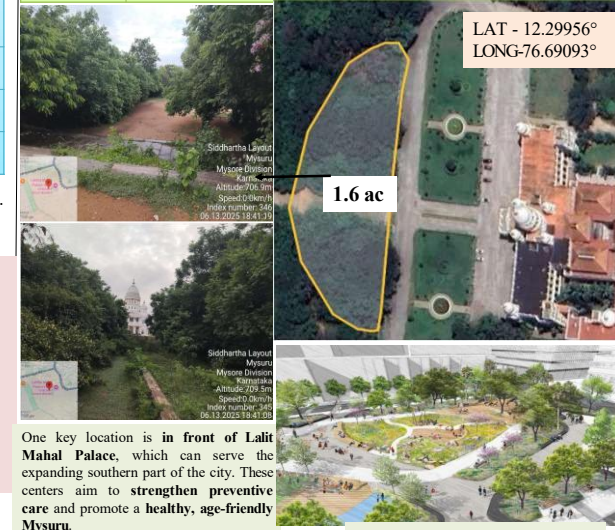 LAT - 12.29956°
LONG-76.69093°
Siddhartha Layout
Mysuru
Mysore Division
Karnataka
Altitude:706.9m
Speed:0.0km/h
Index number: 346
06.13.2025 18:41:19
1.6 ac
Siddhartha Layout
Mysuru
Mysore Division
Karnataka
Altitude:709.5m
Speed:0.0km/h
Index number: 345
06.13.2025 18:41:08
One key location is in front of Lalit
Mahal Palace, which can serve the
expanding southern part of the city. These
centers aim to strengthen preventive
care and promote a healthy, age-friendly
Mysuru.